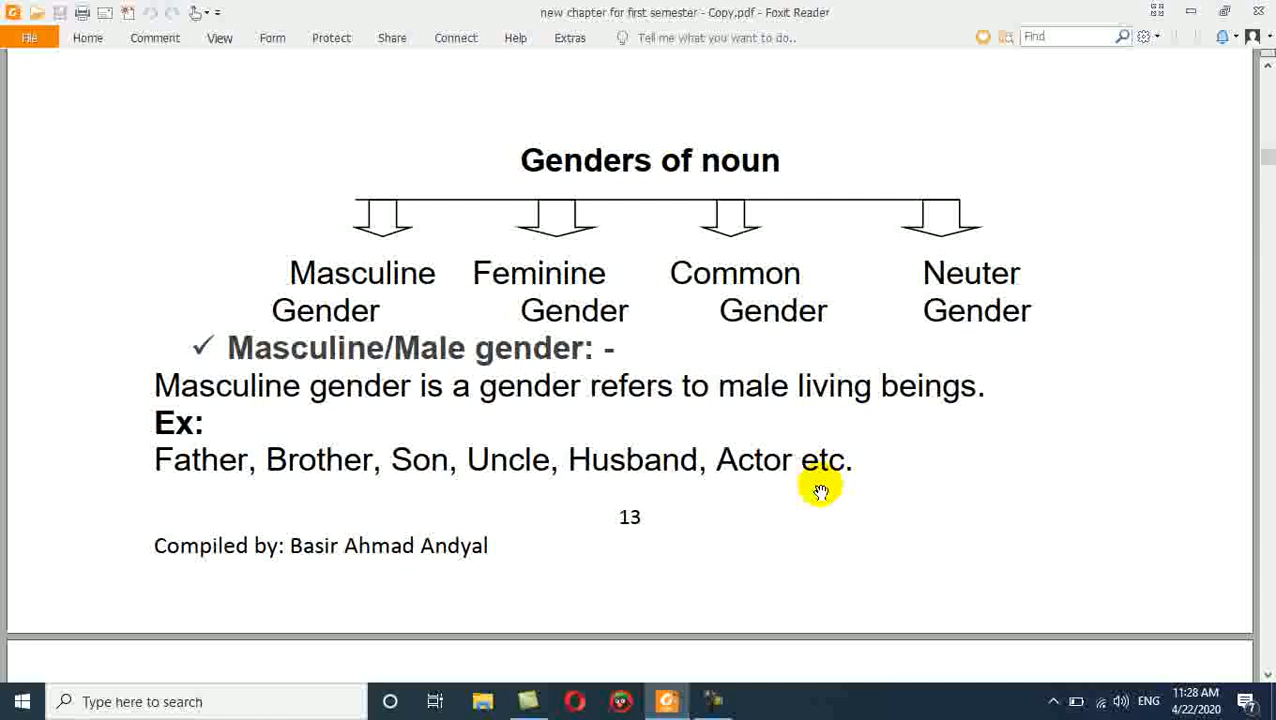 new chapter for first semester - Copy.pdf - Foxit Reader
File Home Comment View Form Protect Share Connect Help Extras Tell me what you want to do.. Find
Genders of noun
Masculine Feminine Common Neuter
Gender Gender Gender Gender
✓ Masculine/Male gender: -
Masculine gender is a gender refers to male living beings.
Ex:
Father, Brother, Son, Uncle, Husband, Actor etc.
13
Compiled by: Basir Ahmad Andyal
Type here to search
ENG
11:28 AM
4/22/2020
7